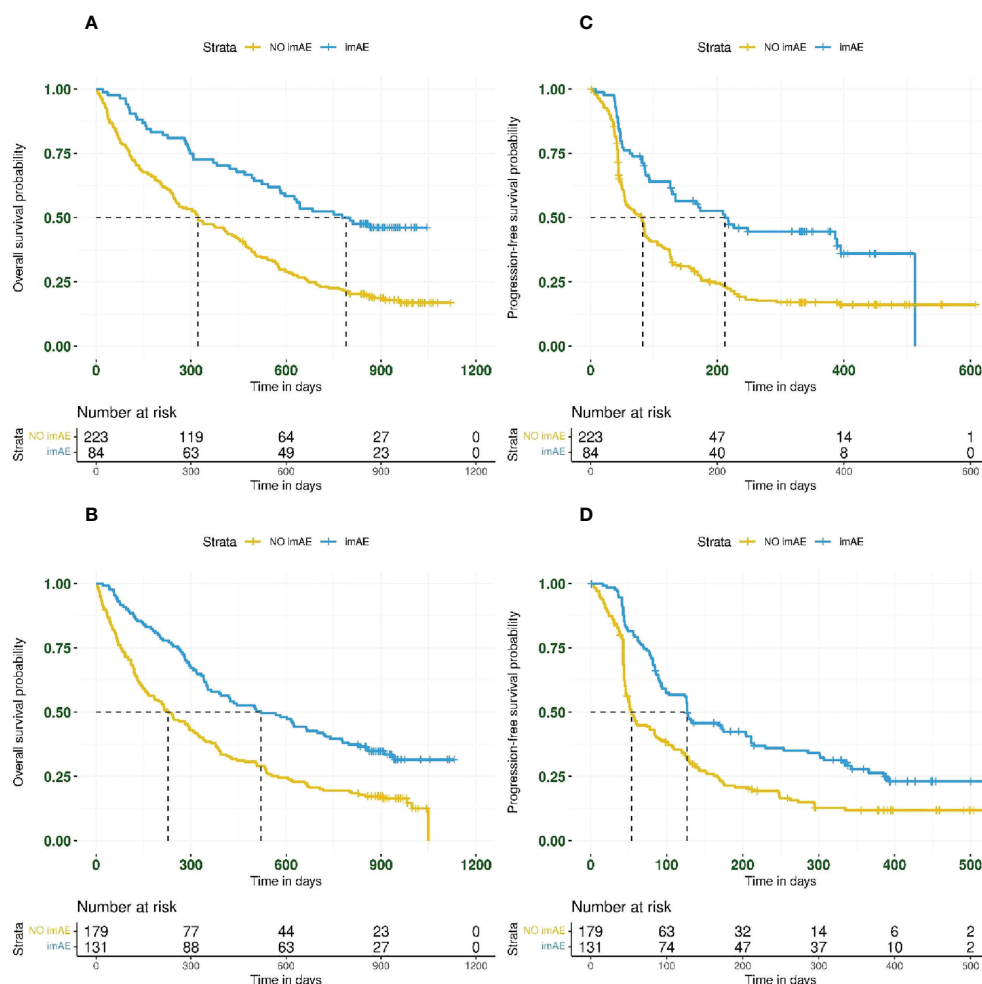 A
Strata NO imAE imAE
Overall survival probability
1.00
0.75
0.50
0.25
0.00
0 300 600 900 1200
Time in days
Number at risk
Strata
NO imAE 223 119 64 27 0
imAE 84 63 49 23 0
0 300 600 900 1200
Time in days
C
Strata NO imAE imAE
Progression-free survival probability
1.00
0.75
0.50
0.25
0.00
0 200 400 600
Time in days
Number at risk
Strata
NO imAE 223 47 14 1
imAE 84 40 8 0
0 200 400 600
Time in days
B
Strata NO imAE imAE
Overall survival probability
1.00
0.75
0.50
0.25
0.00
0 300 600 900 1200
Time in days
Number at risk
Strata
NO imAE 179 77 44 23 0
imAE 131 88 63 27 0
0 300 600 900 1200
Time in days
D
Strata NO imAE imAE
Progression-free survival probability
1.00
0.75
0.50
0.25
0.00
0 100 200 300 400 500
Time in days
Number at risk
Strata
NO imAE 179 63 32 14 6 2
imAE 131 74 47 37 10 2
0 100 200 300 400 500
Time in days